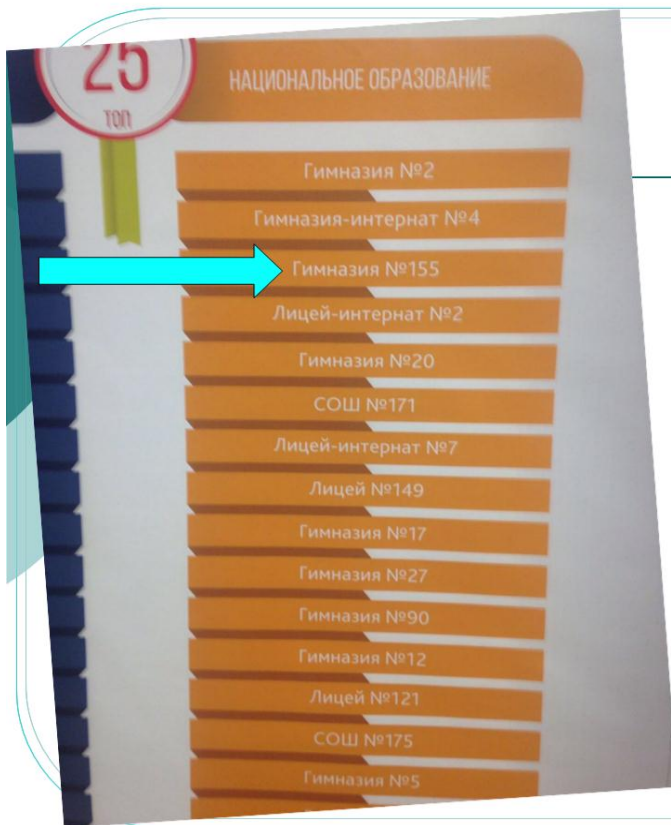 25
ТОП
НАЦИОНАЛЬНОЕ ОБРАЗОВАНИЕ
Гимназия №2
Гимназия-интернат №4
Гимназия №155
Лицей-интернат №2
Гимназия №20
СОШ №171
Лицей-интернат №7
Лицей №149
Гимназия №17
Гимназия №27
Гимназия №90
Гимназия №12
Лицей №121
СОШ №175
Гимназия №5